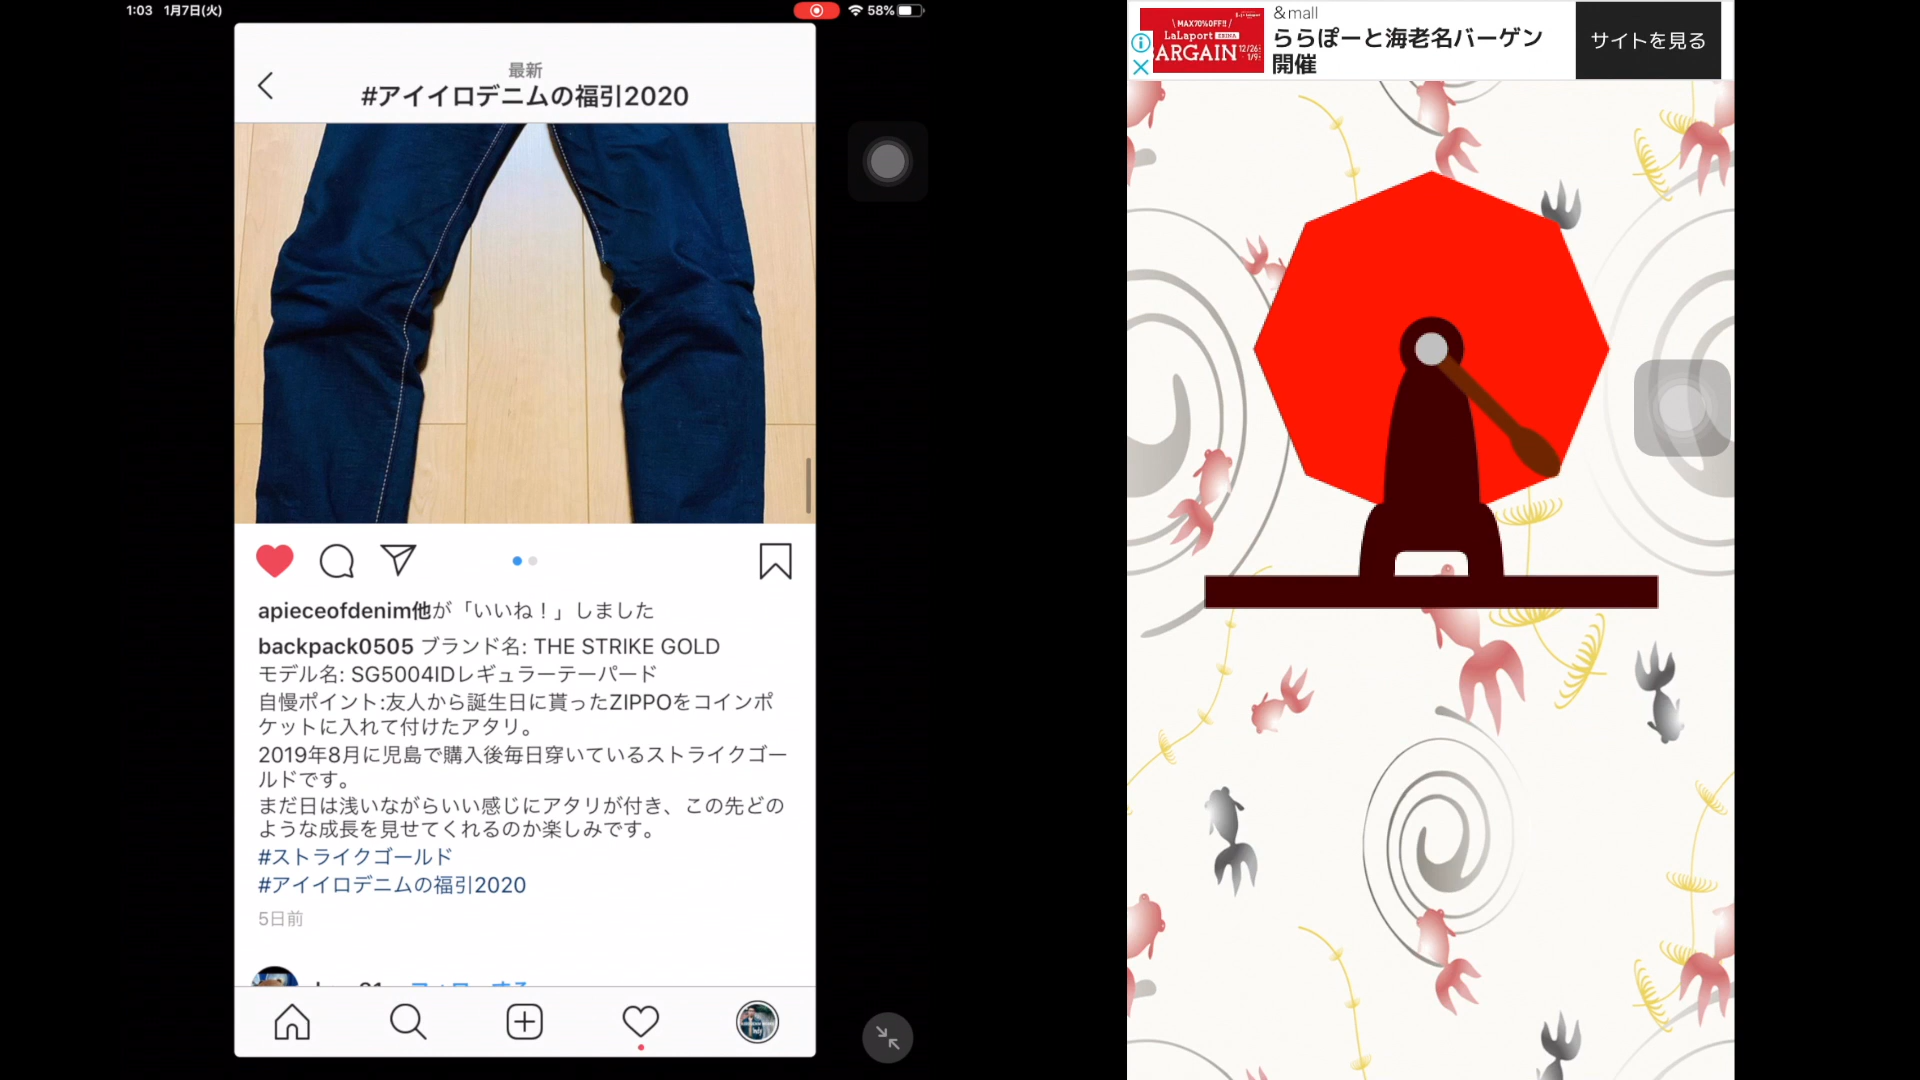 1:03 1月7日(火)
58%
最新
#アイイロデニムの福引2020
apieceofdenim他が「いいね！」しました
backpack0505 ブランド名: THE STRIKE GOLD
モデル名: SG5004IDレギュラーテーパード
自慢ポイント:友人から誕生日に貰ったZIPPOをコインポ
ケットに入れて付けたアタリ。
2019年8月に児島で購入後毎日穿いているストライクゴー
ルドです。
まだ日は浅いながらいい感じにアタリが付き、この先どの
ような成長を見せてくれるのか楽しみです。
#ストライクゴールド
#アイイロデニムの福引2020
5日前
\ MAX70%OFF!! /
LaLaport EBINA
BARGAIN 12/26 1/9
&mall
ららぽーと海老名バーゲン
開催
サイトを見る